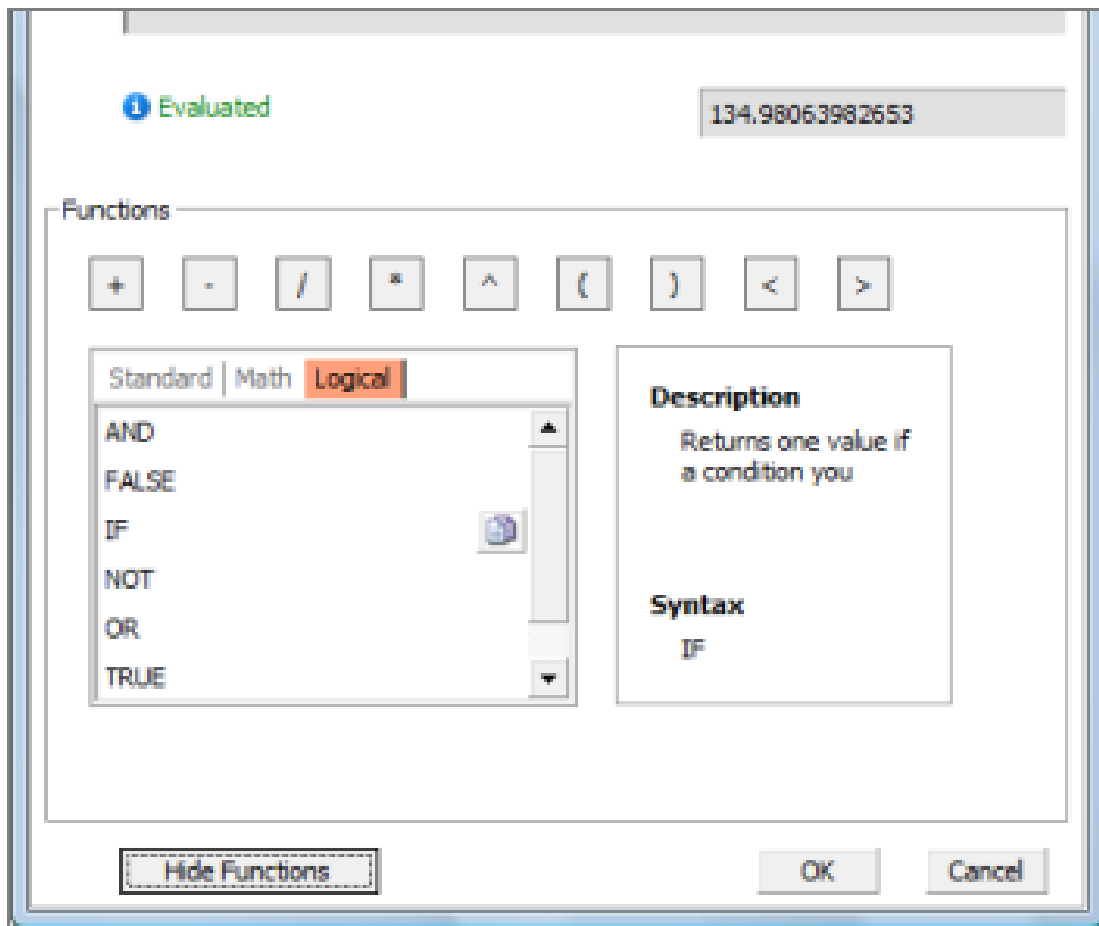 Evaluated 134.98063982653
Functions
+ - / * ^ ( ) < >
Standard Math Logical
AND
FALSE
IF
NOT
OR
TRUE
Description
Returns one value if
a condition you
Syntax
IF
Hide Functions OK Cancel